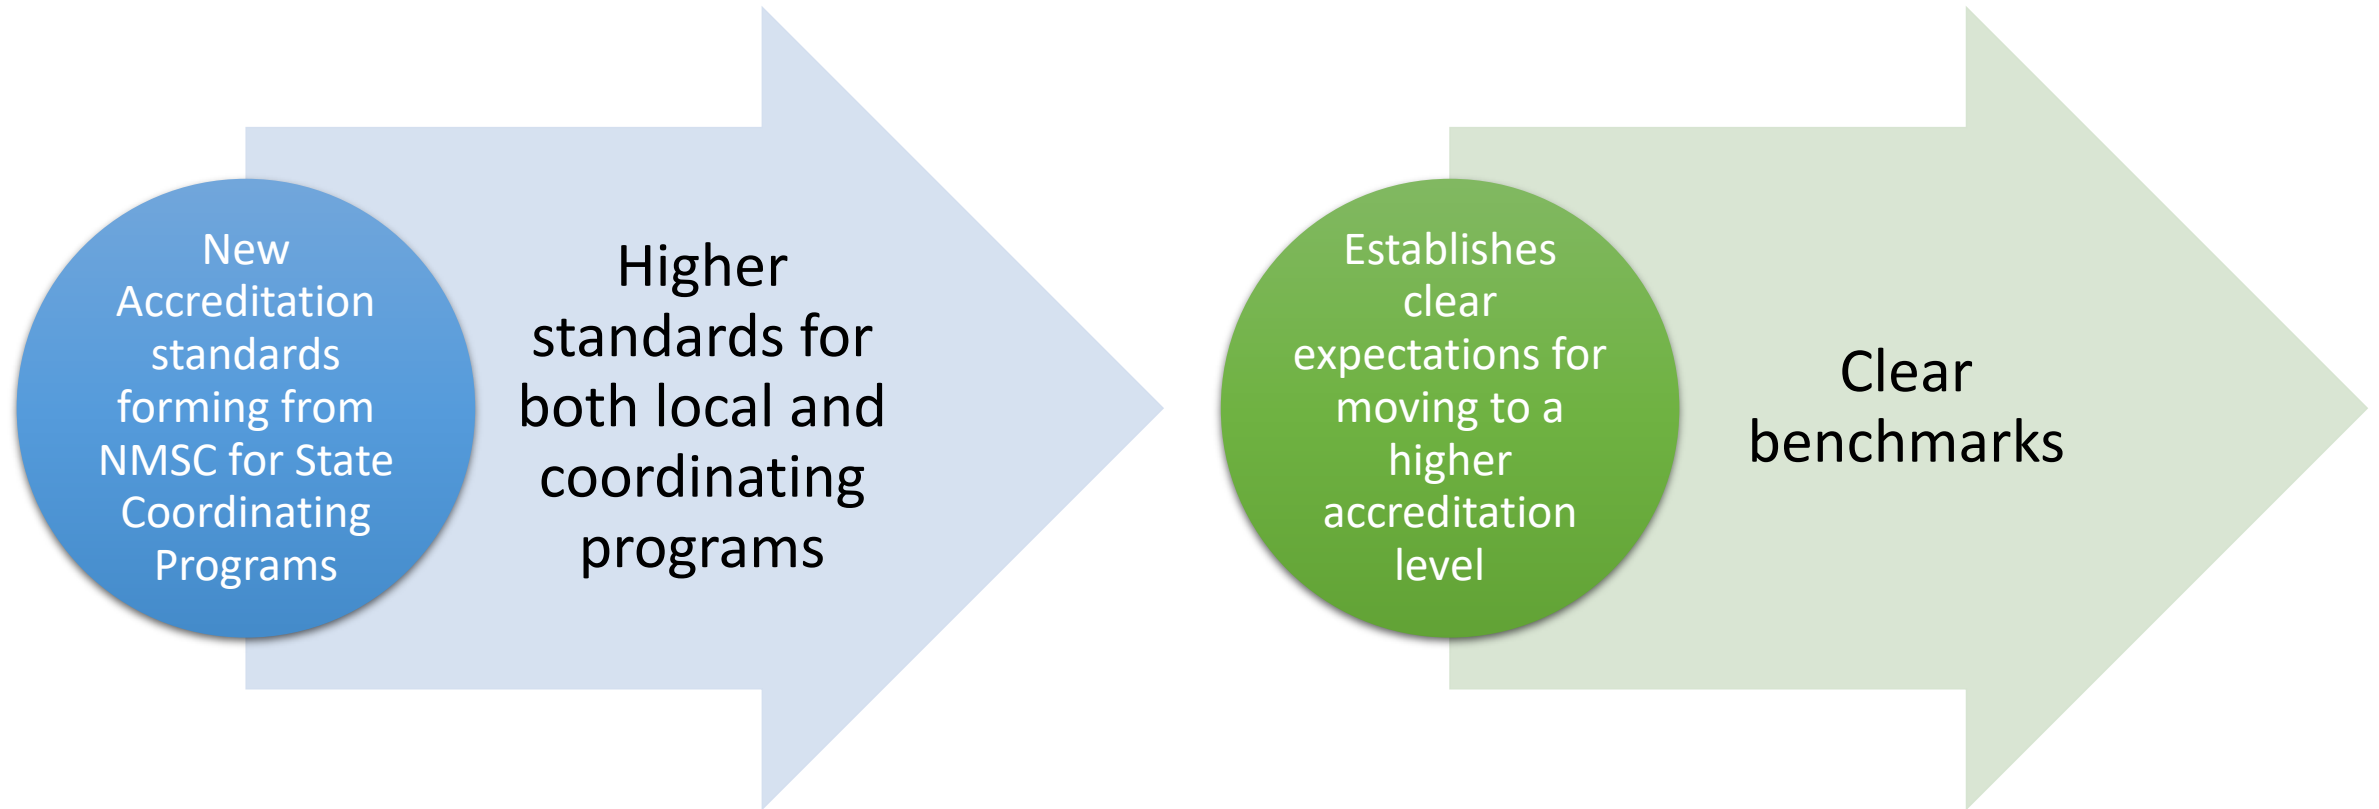 New
Accreditation
standards
forming from
NMSC for State
Coordinating
Programs
Higher
standards for
both local and
coordinating
programs
Establishes
clear
expectations for
moving to a
higher
accreditation
level
Clear
benchmarks